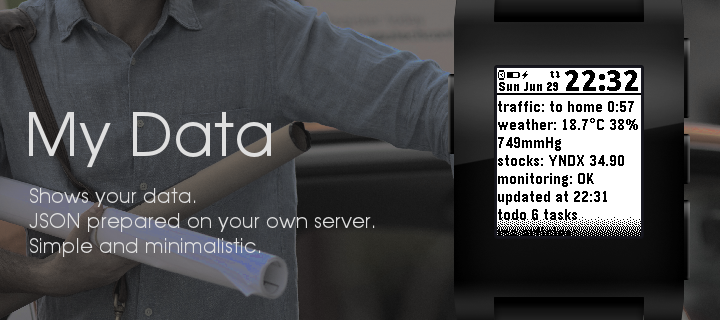 My Data
Shows your data.
JSON prepared on your own server.
Simple and minimalistic.
22:32
Sun Jun 29
traffic: to home 0:57
weather: 18.7°C 38%
749mmHg
stocks: YNDX 34.90
monitoring: OK
updated at 22:31
todo 6 tasks